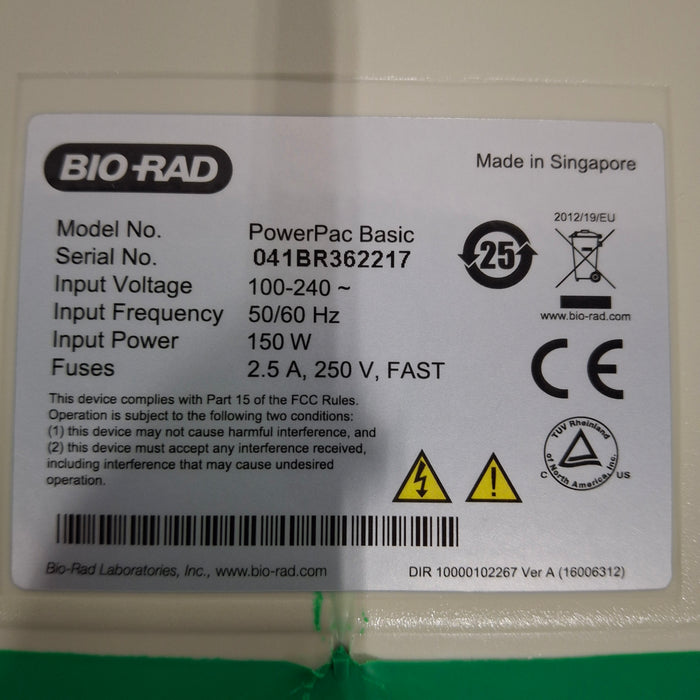 BIO-RAD
Made in Singapore
Model No. PowerPac Basic
Serial No. 041BR362217
Input Voltage 100-240 ~
Input Frequency 50/60 Hz
Input Power 150 W
Fuses 2.5 A, 250 V, FAST
25
2012/19/EU
www.bio-rad.com
CE
This device complies with Part 15 of the FCC Rules.
Operation is subject to the following two conditions:
(1) this device may not cause harmful interference, and
(2) this device must accept any interference received,
including interference that may cause undesired
operation.
TÜV Rheinland
of North America, Inc.
C US
Bio-Rad Laboratories, Inc., www.bio-rad.com
DIR 10000102267 Ver A (16006312)